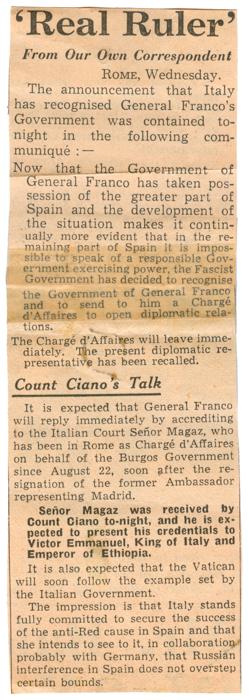 'Real Ruler'
From Our Own Correspondent
ROME, Wednesday.
The announcement that Italy
has recognised General Franco's
Government was contained to-
night in the following com-
muniqué :—
Now that the Government of
General Franco has taken pos-
session of the greater part of
Spain and the development of
the situation makes it contin-
ually more evident that in the re-
maining part of Spain it is impos-
sible to speak of a responsible Gov-
ernment exercising power, the Fascist
Government has decided to recognise
the Government of General Franco
and to send to him a Chargé
d'Affaires to open diplomatic rela-
tions.
The Chargé d'Affaires will leave imme-
diately. The present diplomatic re-
presentative has been recalled.
Count Ciano's Talk
It is expected that General Franco
will reply immediately by accrediting
to the Italian Court Señor Magaz, who
has been in Rome as Chargé d'Affaires
on behalf of the Burgos Government
since August 22, soon after the re-
signation of the former Ambassador
representing Madrid.
Señor Magaz was received by
Count Ciano to-night, and he is ex-
pected to present his credentials to
Victor Emmanuel, King of Italy and
Emperor of Ethiopia.
It is also expected that the Vatican
will soon follow the example set by
the Italian Government.
The impression is that Italy stands
fully committed to secure the success
of the anti-Red cause in Spain and that
she intends to see to it, in collaboration
probably with Germany, that Russian
interference in Spain does not overstep
certain bounds.